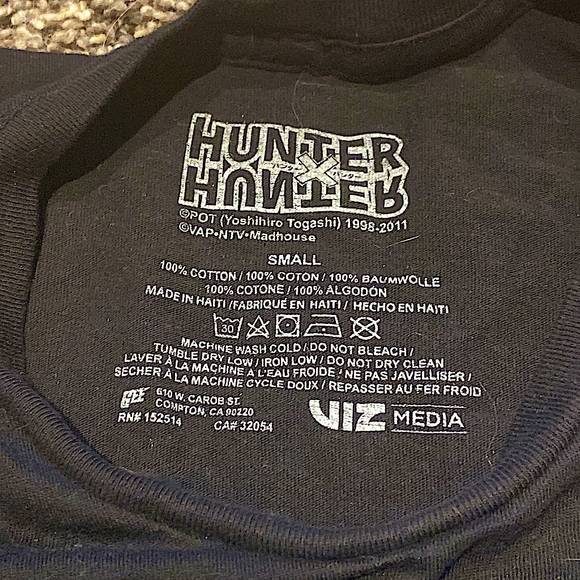 HUNTER
X
HUNTER
©POT (Yoshihiro Togashi) 1998-2011
©VAP•NTV•Madhouse
SMALL
100% COTTON / 100% COTON / 100% BAUMWOLLE
100% COTONE / 100% ALGODÓN
MADE IN HAITI /FABRIQUÉ EN HAITI / HECHO EN HAITI
30
MACHINE WASH COLD / DO NOT BLEACH /
TUMBLE DRY LOW / IRON LOW / DO NOT DRY CLEAN
LAVER À LA MACHINE À L'EAU FROIDE / NE PAS JAVELLISER /
SECHER À LA MACHINE CYCLE DOUX / REPASSER AU FER FROID
610 W. CAROB ST.
COMPTON, CA 90220
RN# 152514 CA# 32054
VIZ MEDIA